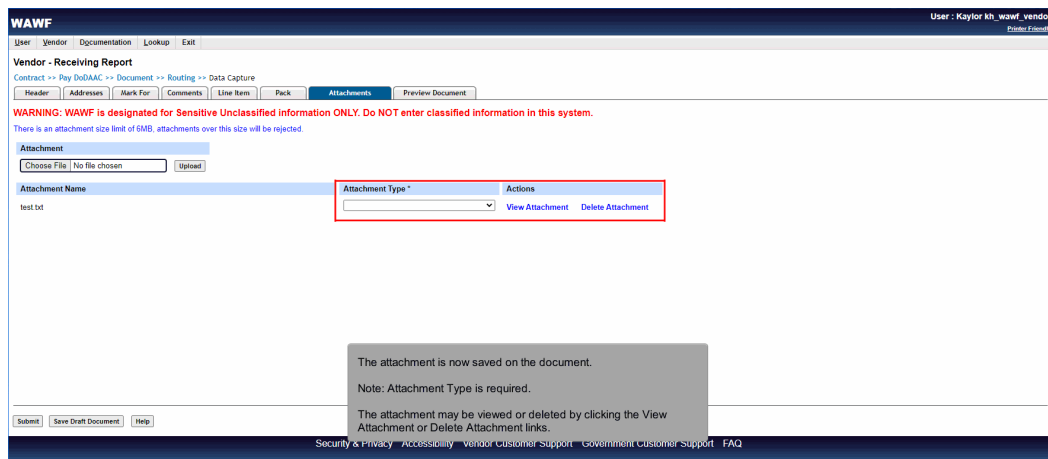 WAWF
User : Kaylor kh_wawf_vendo
Printer Friendl
User Vendor Documentation Lookup Exit
Vendor - Receiving Report
Contract >> Pay DoDAAC >> Document >> Routing >> Data Capture
Header Addresses Mark For Comments Line Item Pack Attachments Preview Document
WARNING: WAWF is designated for Sensitive Unclassified information ONLY. Do NOT enter classified information in this system.
There is an attachment size limit of 6MB, attachments over this size will be rejected.
Attachment
Choose File No file chosen Upload
Attachment Name Attachment Type * Actions
test.txt View Attachment Delete Attachment
The attachment is now saved on the document.
Note: Attachment Type is required.
The attachment may be viewed or deleted by clicking the View
Attachment or Delete Attachment links.
Submit Save Draft Document Help
Security & Privacy Accessibility Vendor Customer Support Government Customer Support FAQ